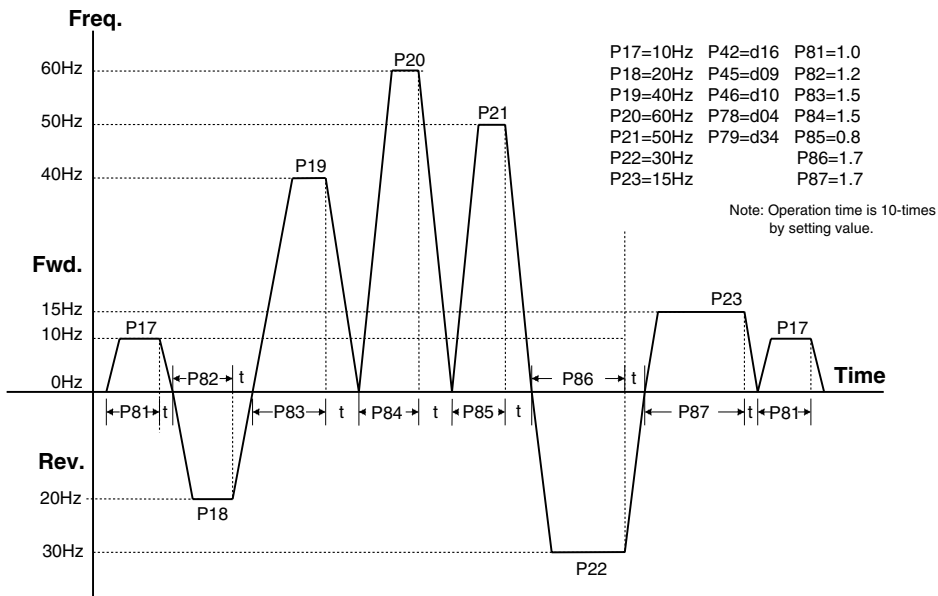 Freq.
60Hz
P20
50Hz
P21
40Hz
P19
P17=10Hz P42=d16 P81=1.0
P18=20Hz P45=d09 P82=1.2
P19=40Hz P46=d10 P83=1.5
P20=60Hz P78=d04 P84=1.5
P21=50Hz P79=d34 P85=0.8
P22=30Hz P86=1.7
P23=15Hz P87=1.7
Note: Operation time is 10-times
by setting value.
Fwd.
15Hz
P23
10Hz
P17
P17
0Hz
P82 t
P86 t
Time
P81 t
P83 t P84 t P85 t
P87 t P81
Rev.
20Hz
P18
30Hz
P22